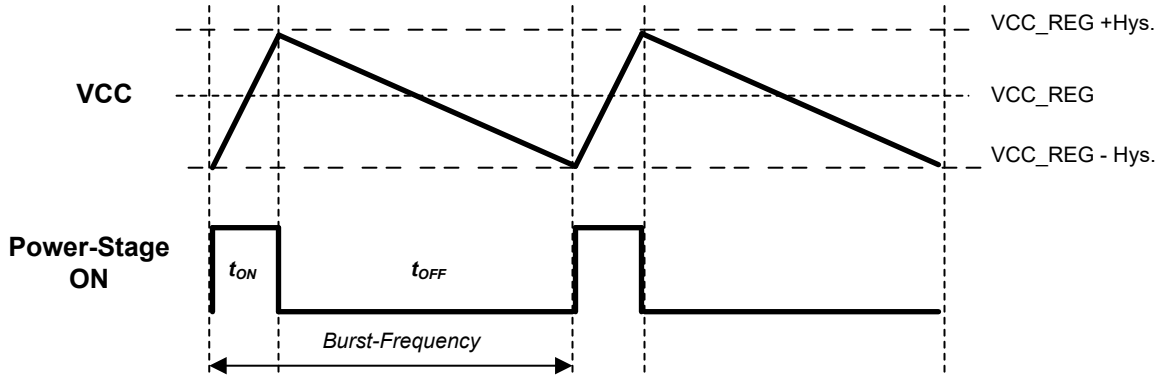 VCC_REG +Hys.
VCC
VCC_REG
VCC_REG - Hys.
Power-Stage
ON
tON
tOFF
Burst-Frequency